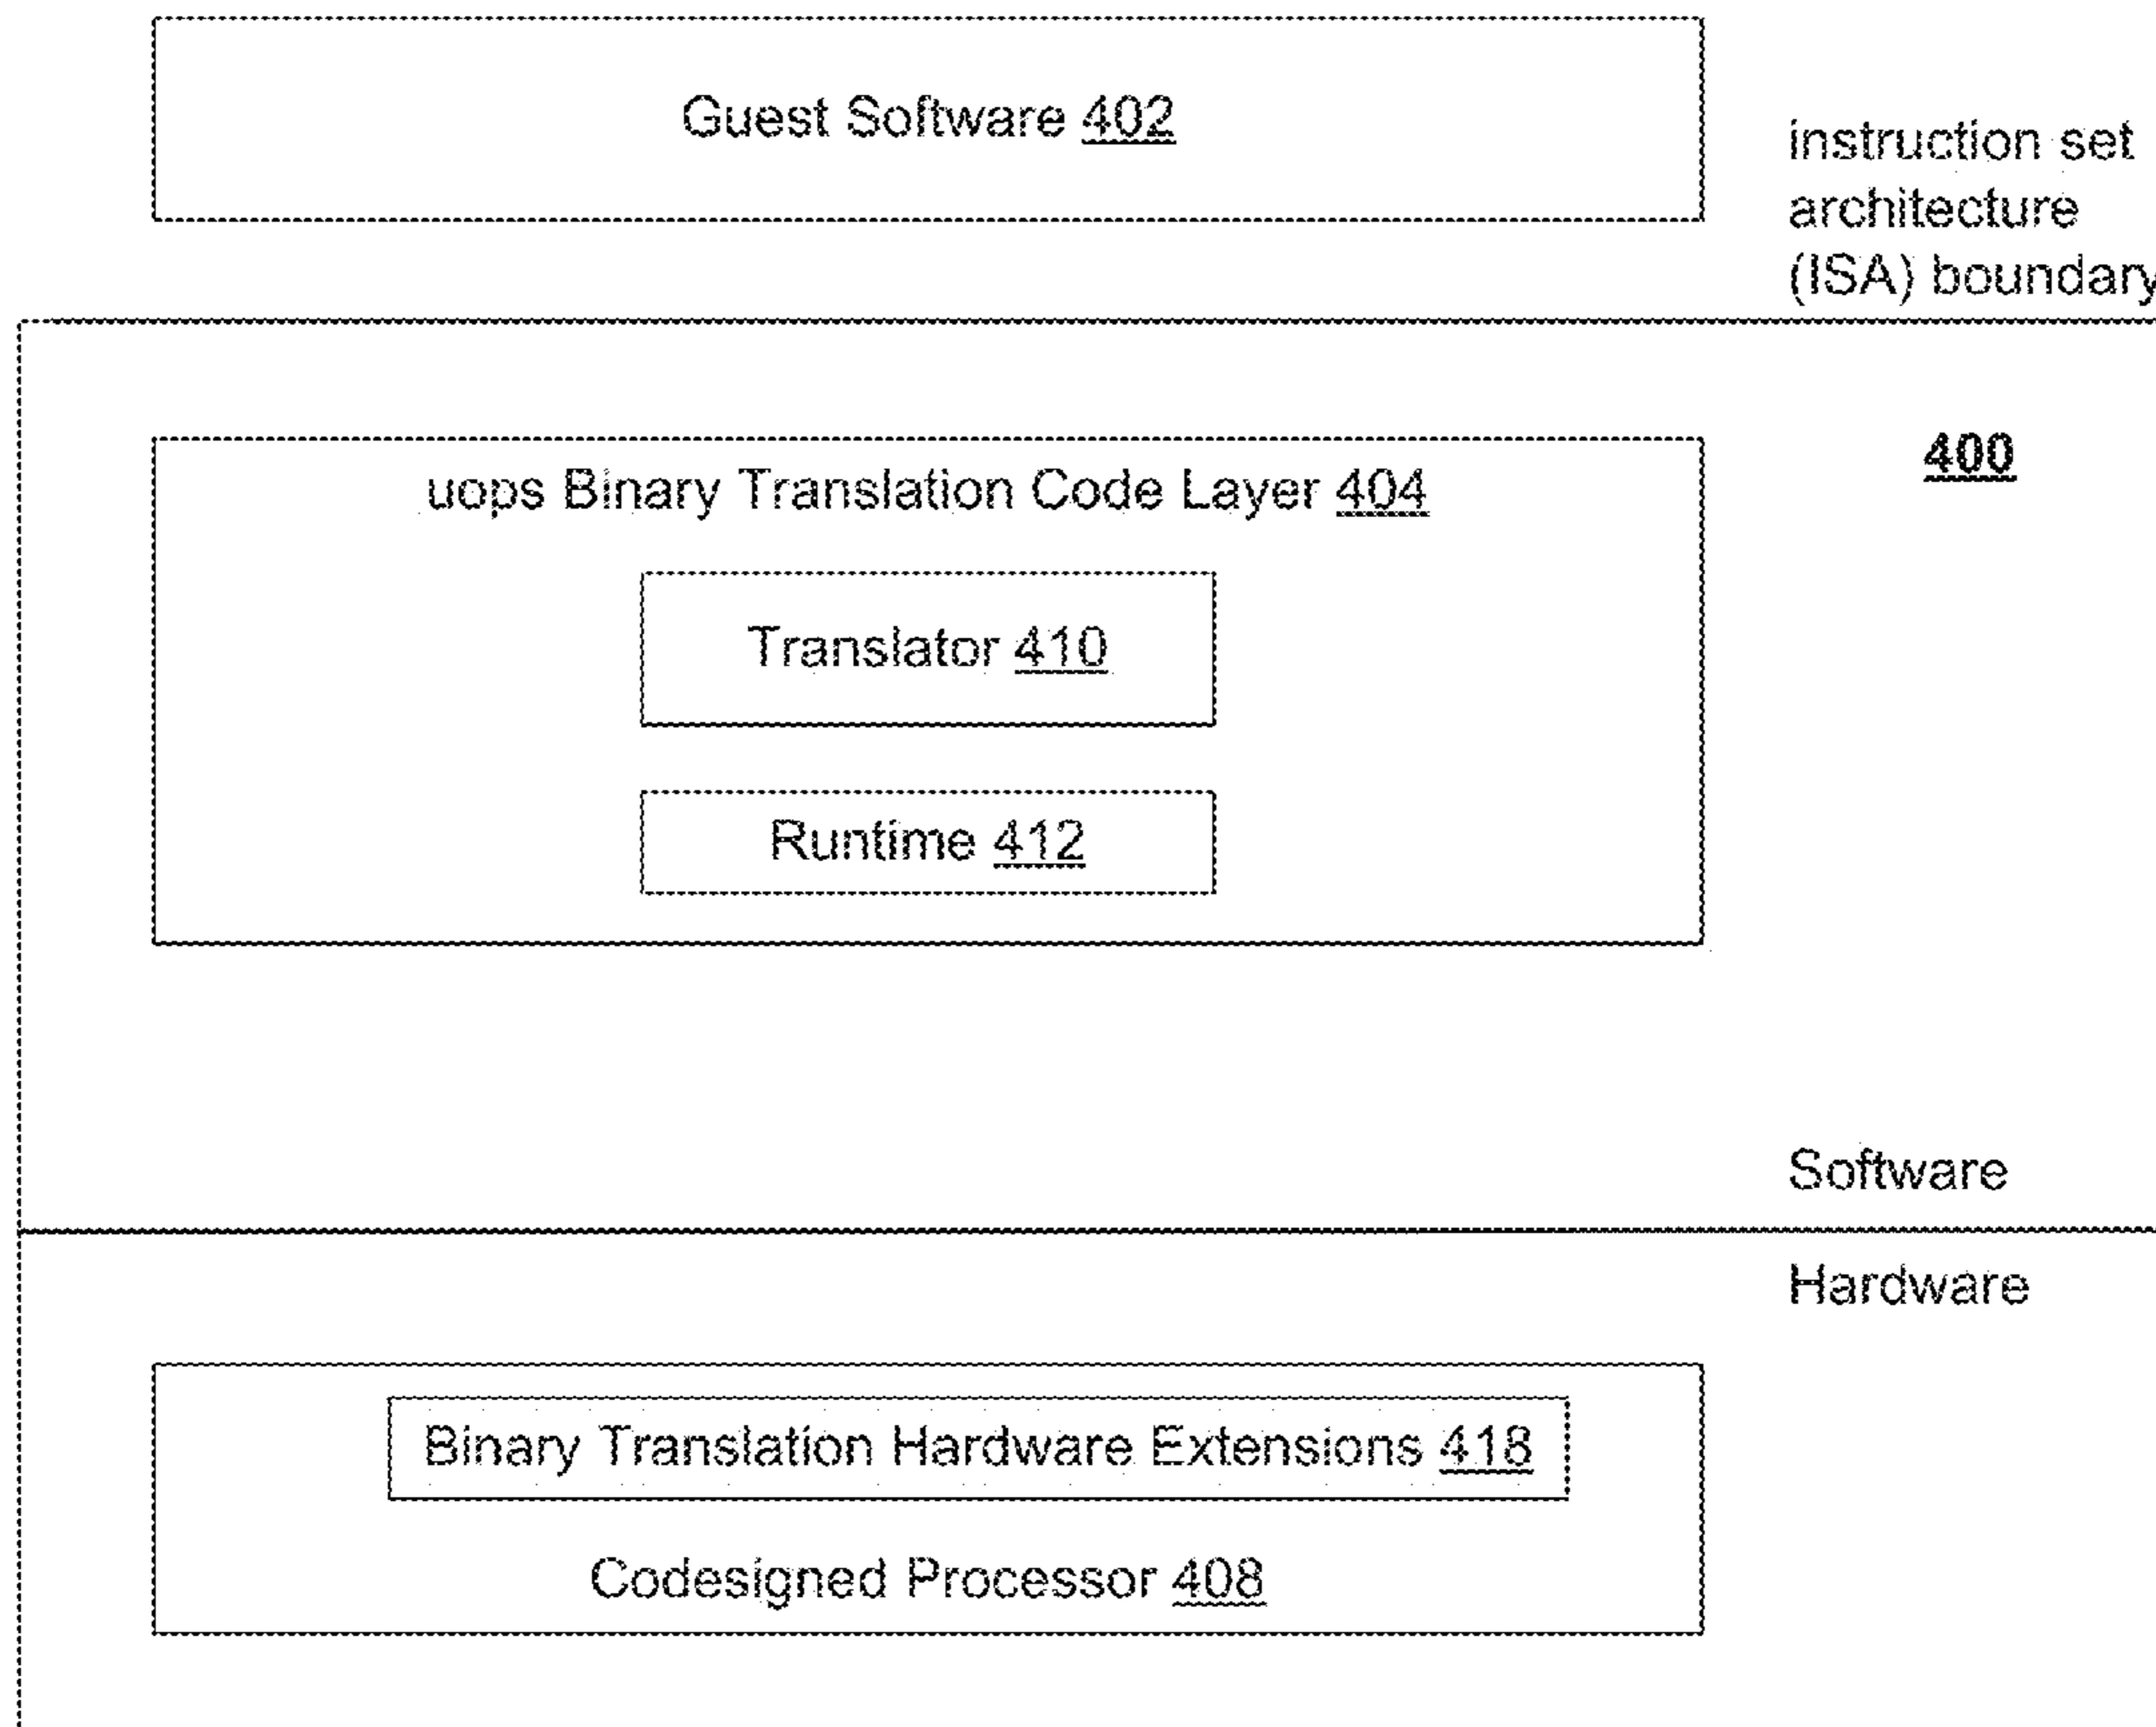 Guest Software 402
instruction set
architecture
(ISA) boundary
400
uops Binary Translation Code Layer 404
Translator 410
Runtime 412
Software
Hardware
Binary Translation Hardware Extensions 418
Codesigned Processor 408